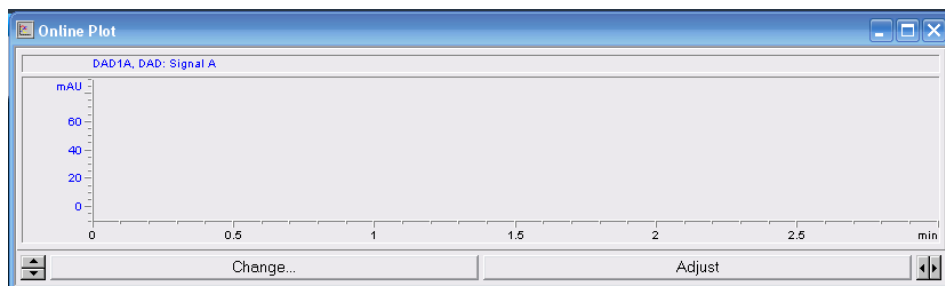 Online Plot
DAD1A, DAD: Signal A
mAU
60
40
20
0
0 0.5 1 1.5 2 2.5 min
Change... Adjust